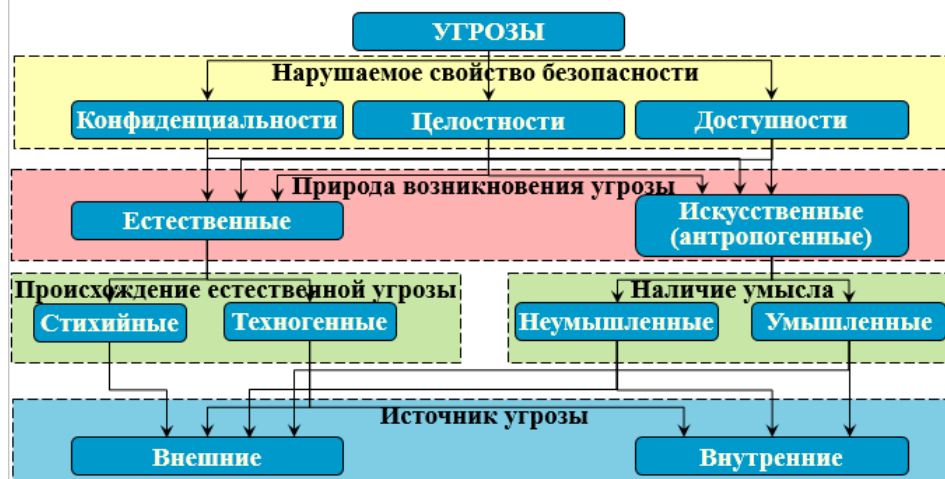 УГРОЗЫ
Нарушаемое свойство безопасности
Конфиденциальности
Целостности
Доступности
Природа возникновения угрозы
Естественные
Искусственные
(антропогенные)
Происхождение естественной угрозы
Наличие умысла
Стихийные
Техногенные
Неумышленные
Умышленные
Источник угрозы
Внешние
Внутренние